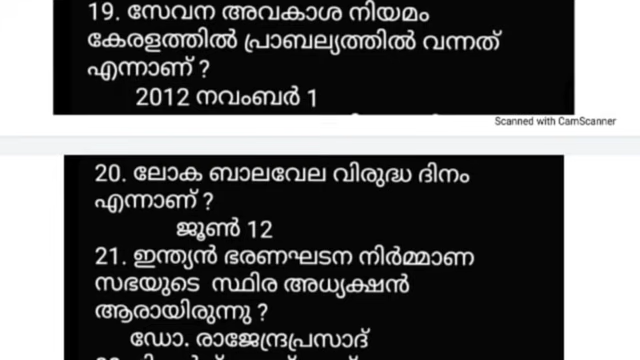 19. സേവന അവകാശ നിയമം
കേരളത്തിൽ പ്രാബല്യത്തിൽ വന്നത്
എന്നാണ് ?
2012 നവംബർ 1
Scanned with CamScanner
20. ലോക ബാലവേല വിരുദ്ധ ദിനം
എന്നാണ് ?
ജൂൺ 12
21. ഇന്ത്യൻ ഭരണഘടന നിർമ്മാണ
സഭയുടെ സ്ഥിര അധ്യക്ഷൻ
ആരായിരുന്നു ?
ഡോ. രാജേന്ദ്രപ്രസാദ്